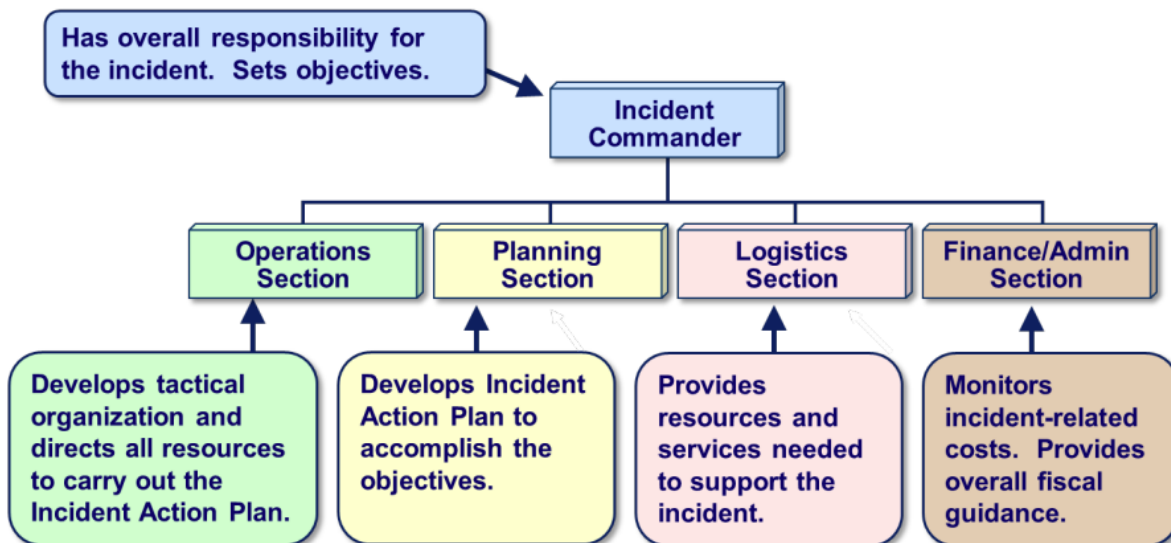 Has overall responsibility for
the incident.  Sets objectives.
Incident
Commander
Operations
Section
Planning
Section
Logistics
Section
Finance/Admin
Section
Develops tactical
organization and
directs all resources
to carry out the
Incident Action Plan.
Develops Incident
Action Plan to
accomplish the
objectives.
Provides
resources and
services needed
to support the
incident.
Monitors
incident-related
costs.  Provides
overall fiscal
guidance.